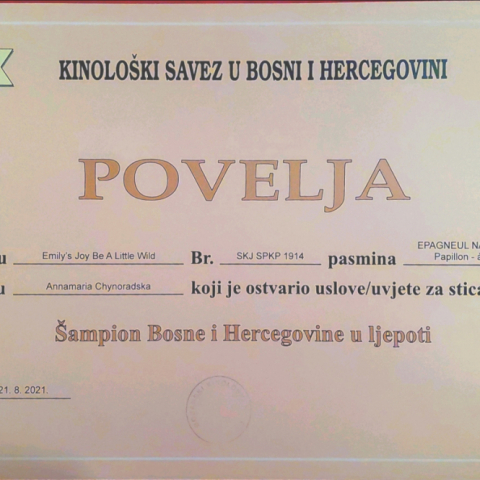 KINOLOŠKI SAVEZ U BOSNI I HERCEGOVINI
POVELJA
u Emily's Joy Be A Little Wild Br. SKJ SPKP 1914 pasmina EPAGNEUL NA
Papillon - à
u Annamaria Chynoradska koji je ostvario uslove/uvjete za stica
Šampion Bosne i Hercegovine u ljepoti
21. 8. 2021.